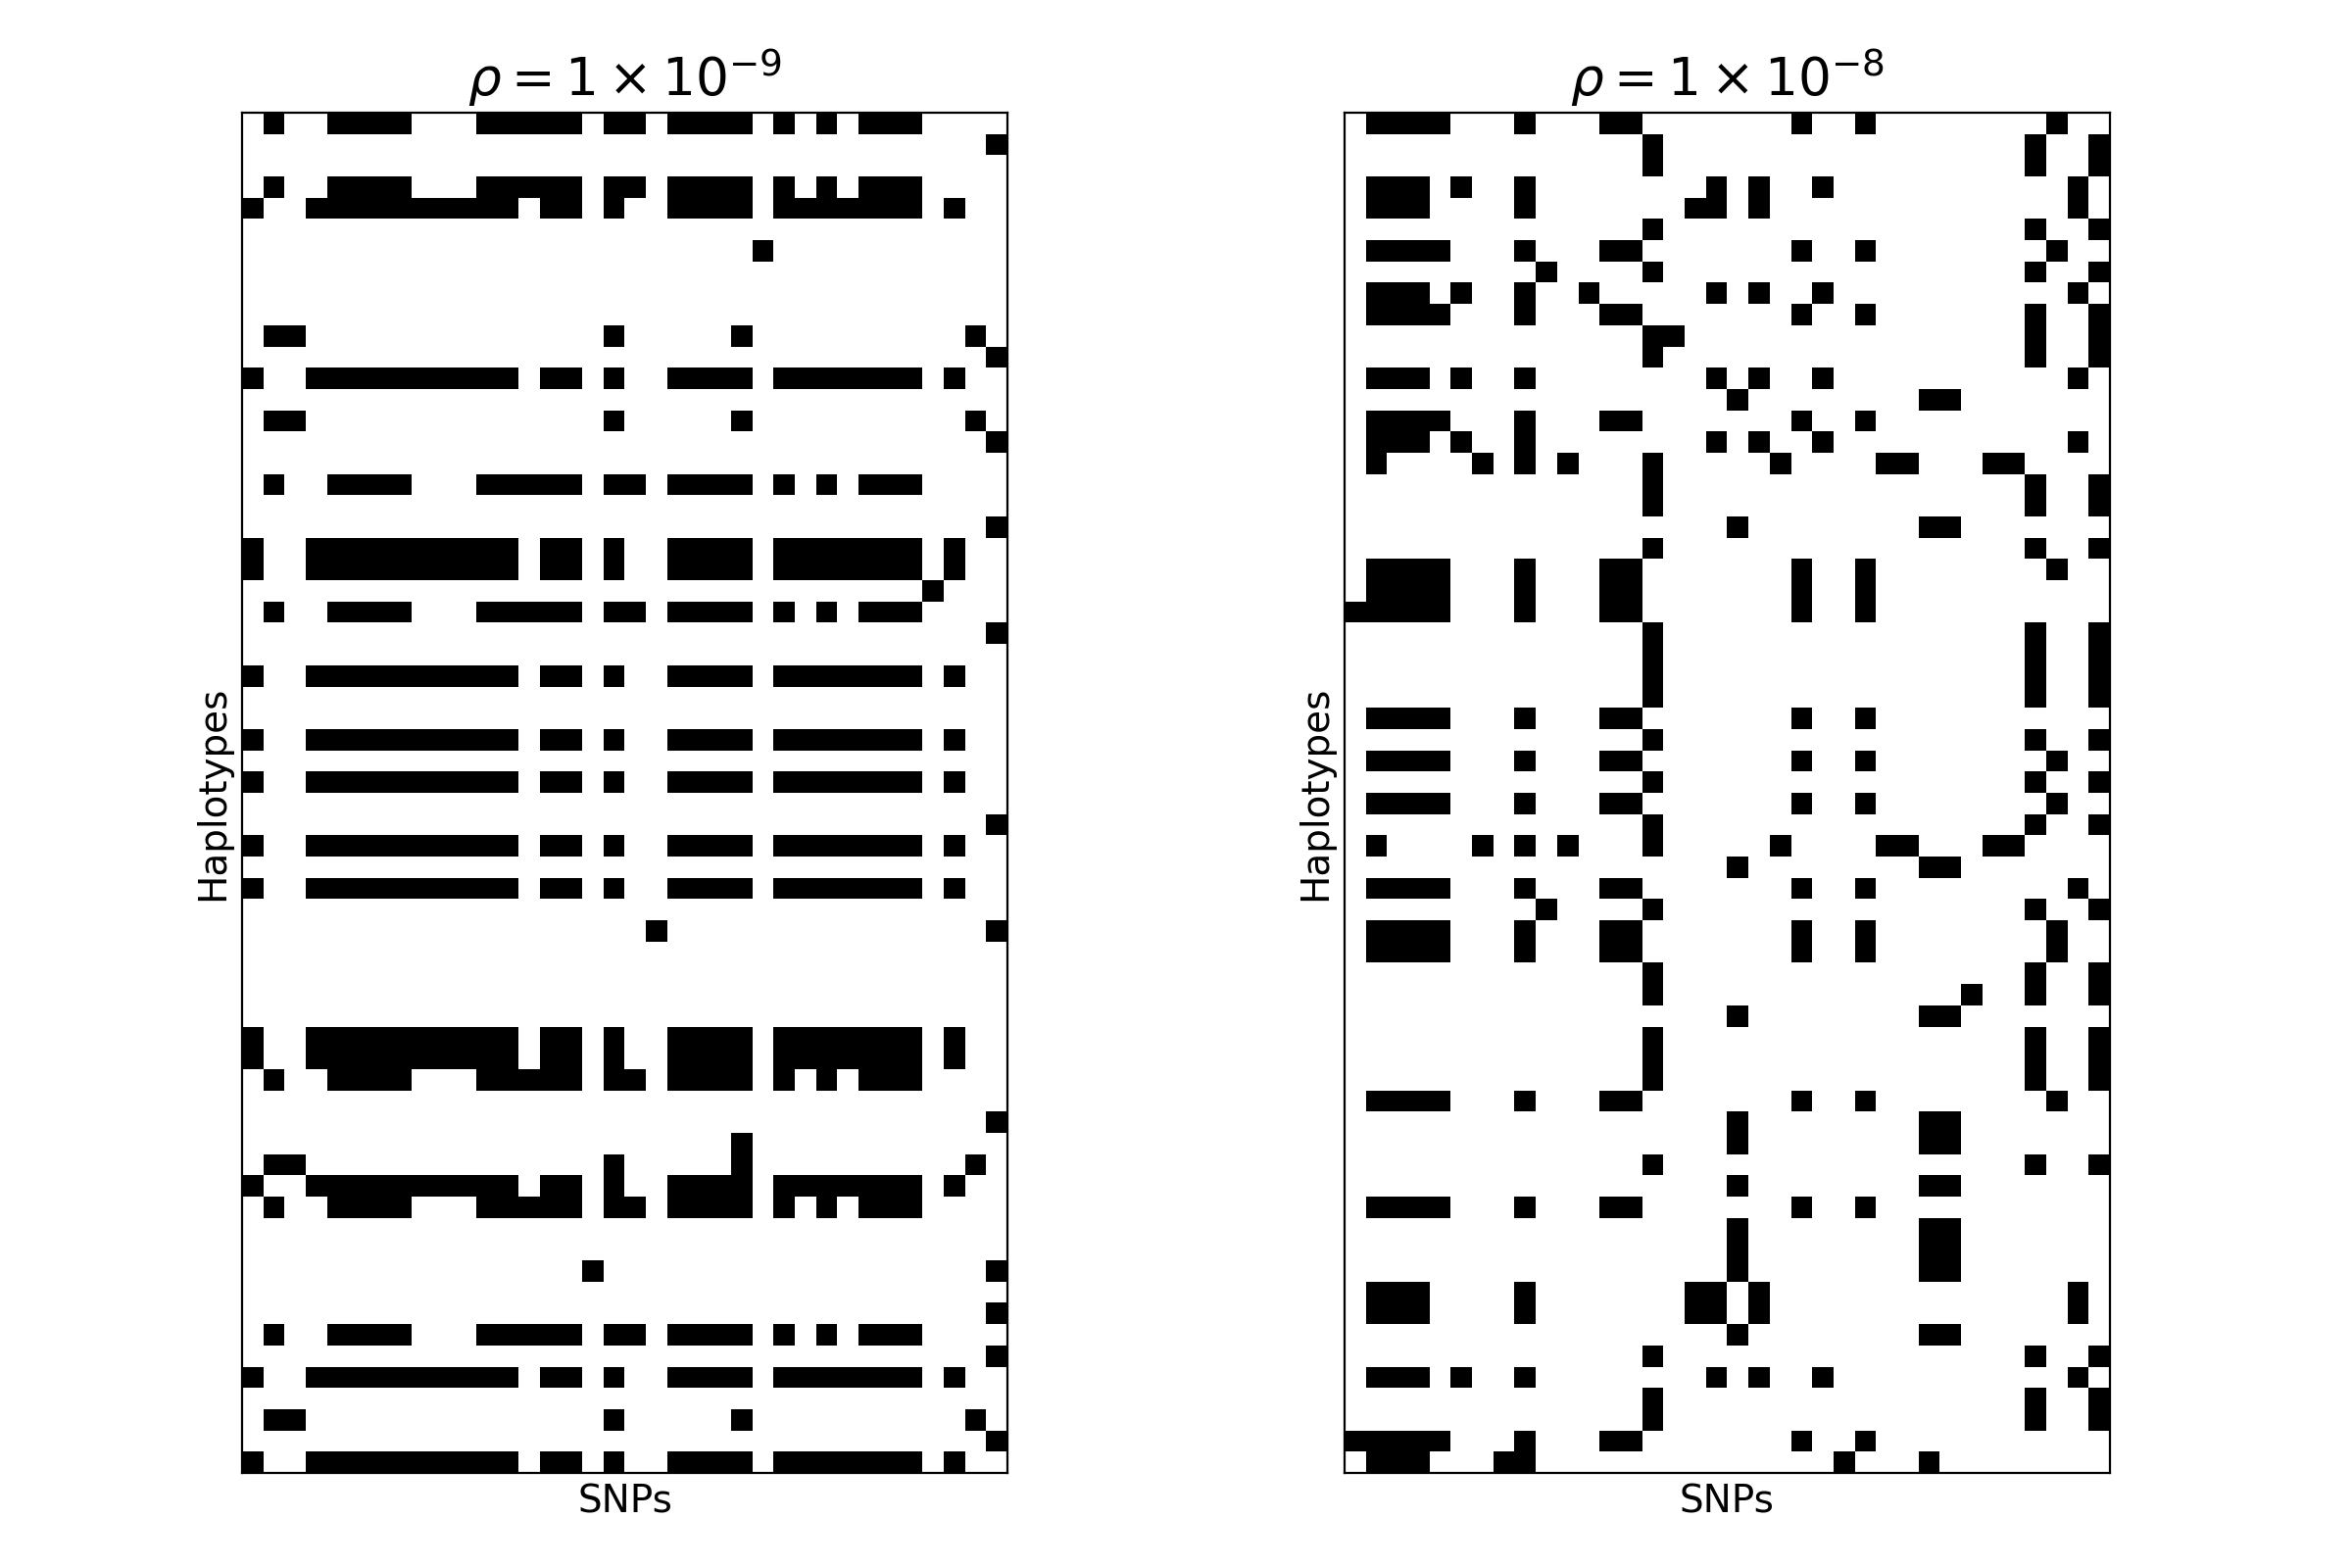 ρ = 1 × 10⁻⁹
Haplotypes
SNPs
ρ = 1 × 10⁻⁸
Haplotypes
SNPs